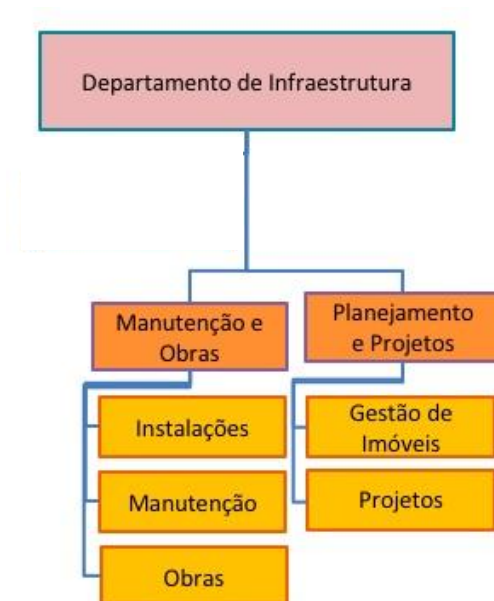 Departamento de Infraestrutura
Manutenção e
Obras
Planejamento
e Projetos
Instalações
Manutenção
Obras
Gestão de
Imóveis
Projetos